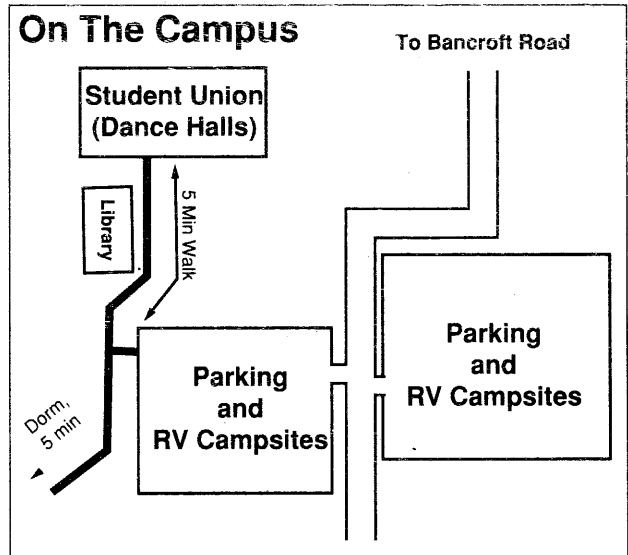 On The Campus
To Bancroft Road
Student Union
(Dance Halls)
Library
5 Min Walk
Parking
and
RV Campsites
Parking
and
RV Campsites
Dorm,
5 min